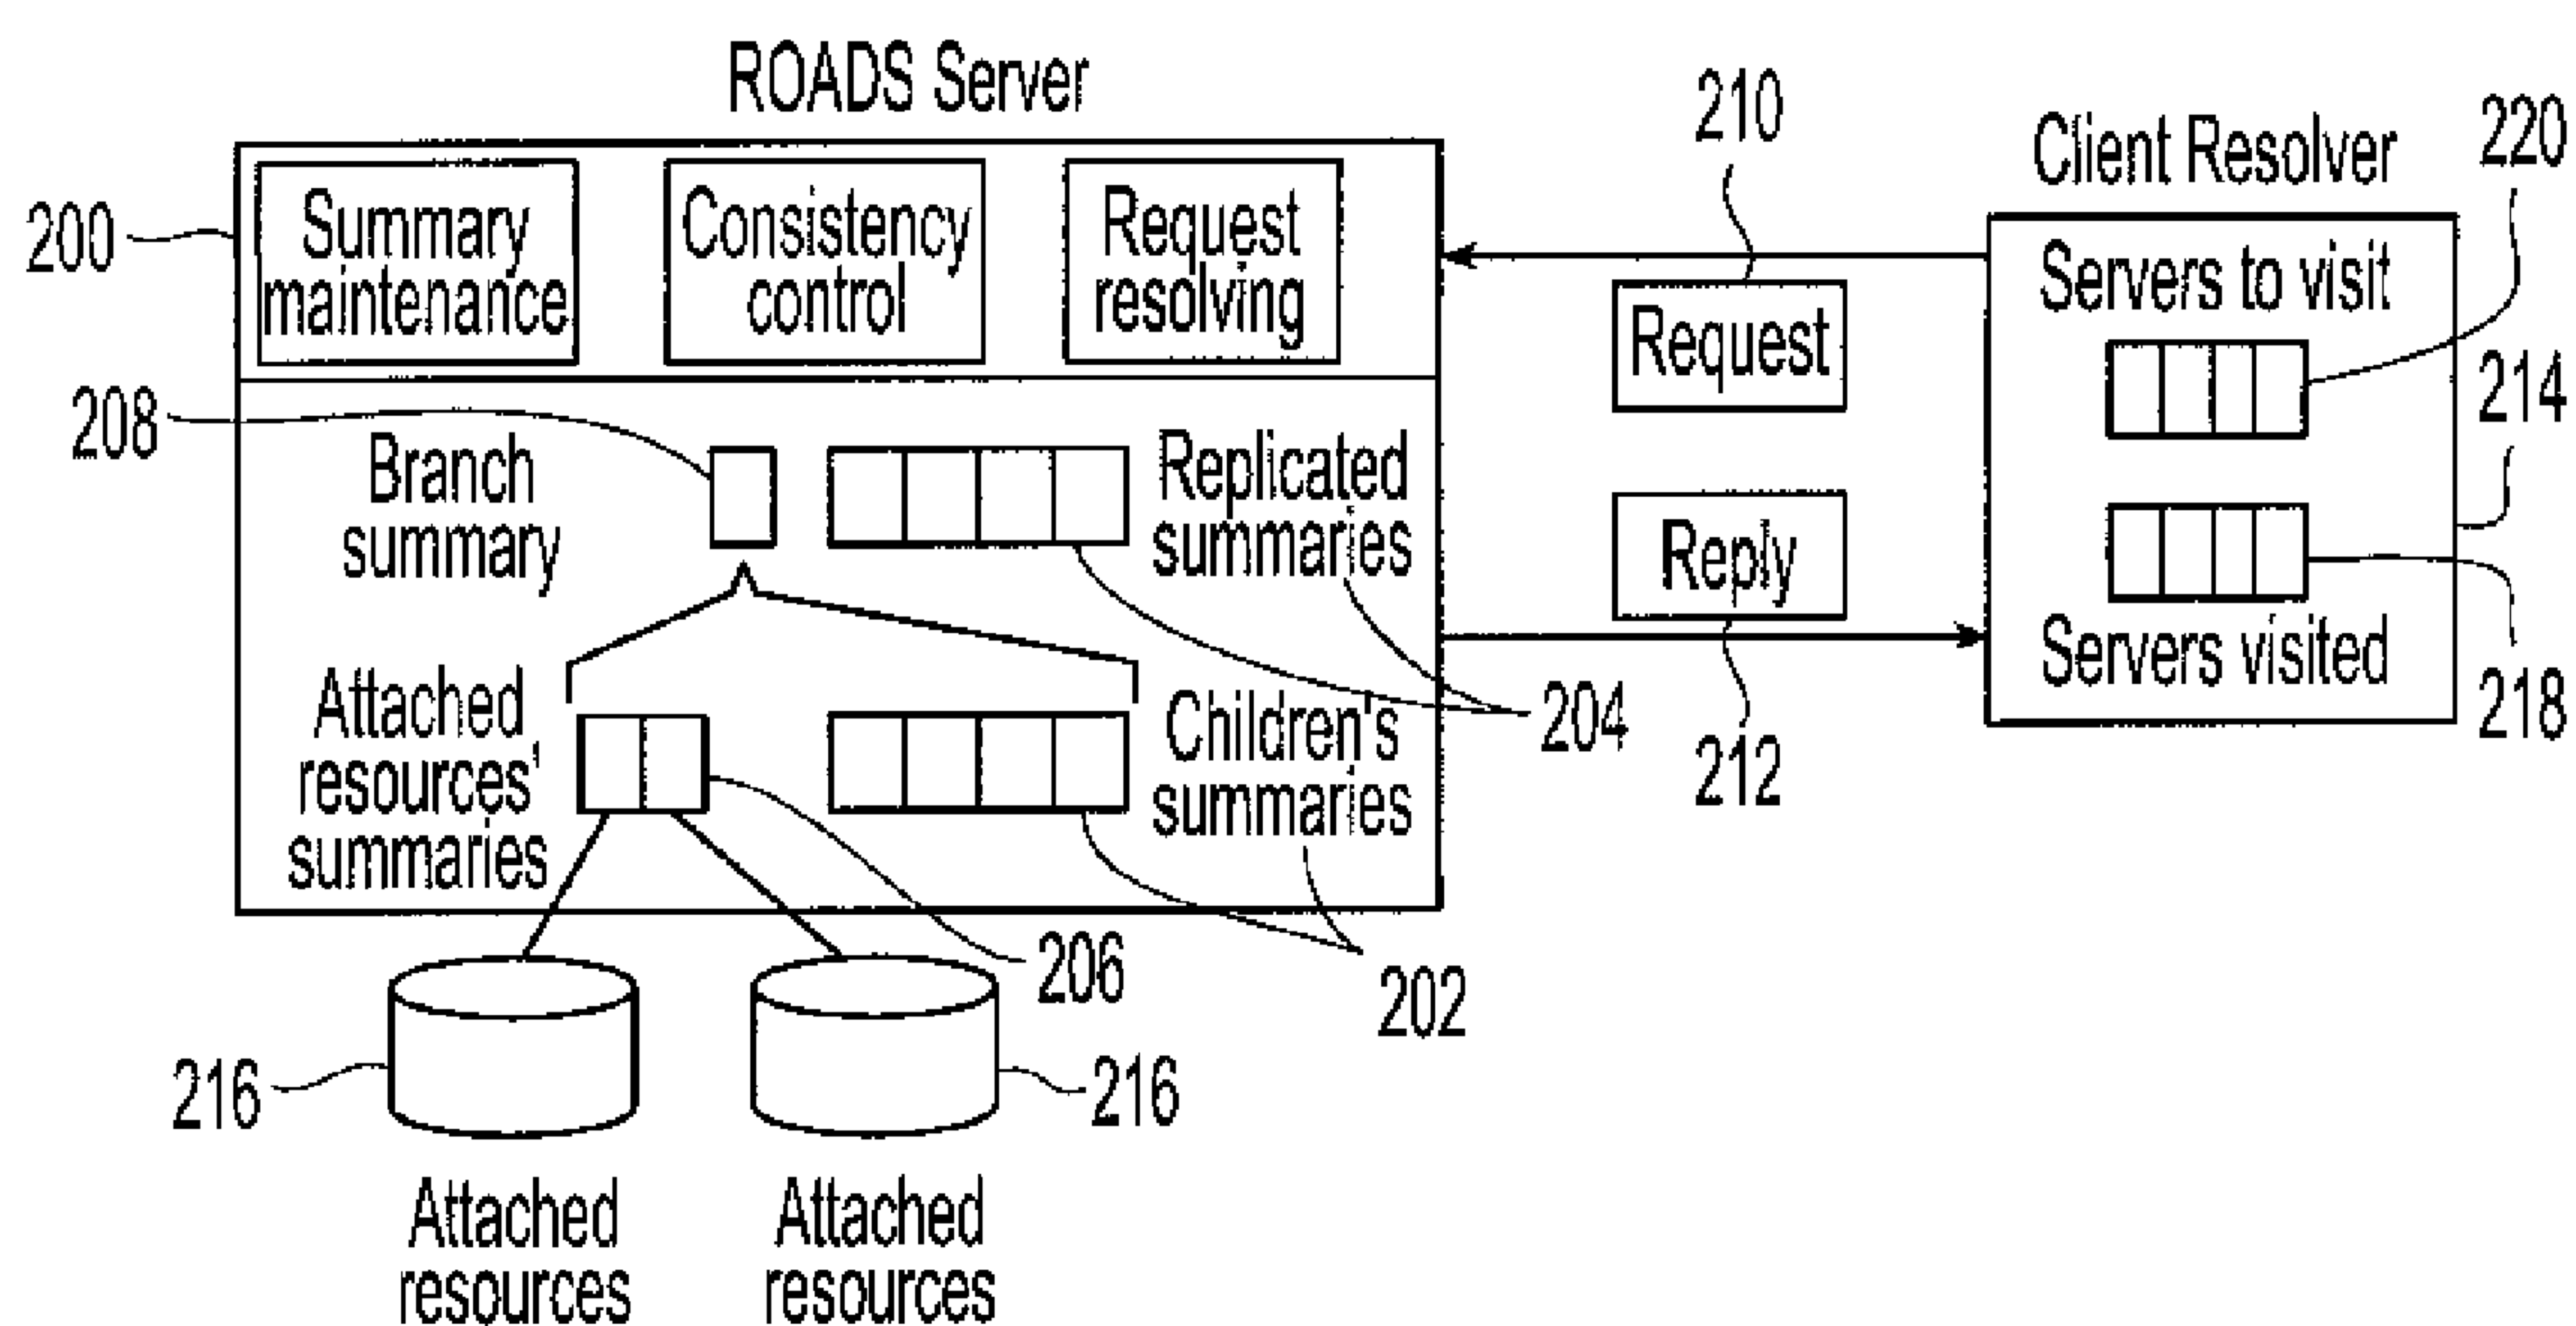 ROADS Server
200
Summary
maintenance
Consistency
control
Request
resolving
208
Branch
summary
Replicated
summaries
Attached
resources'
summaries
Children's
summaries
204
206
202
216
216
Attached
resources
Attached
resources
210
Request
Reply
212
Client Resolver
220
Servers to visit
214
Servers visited
218